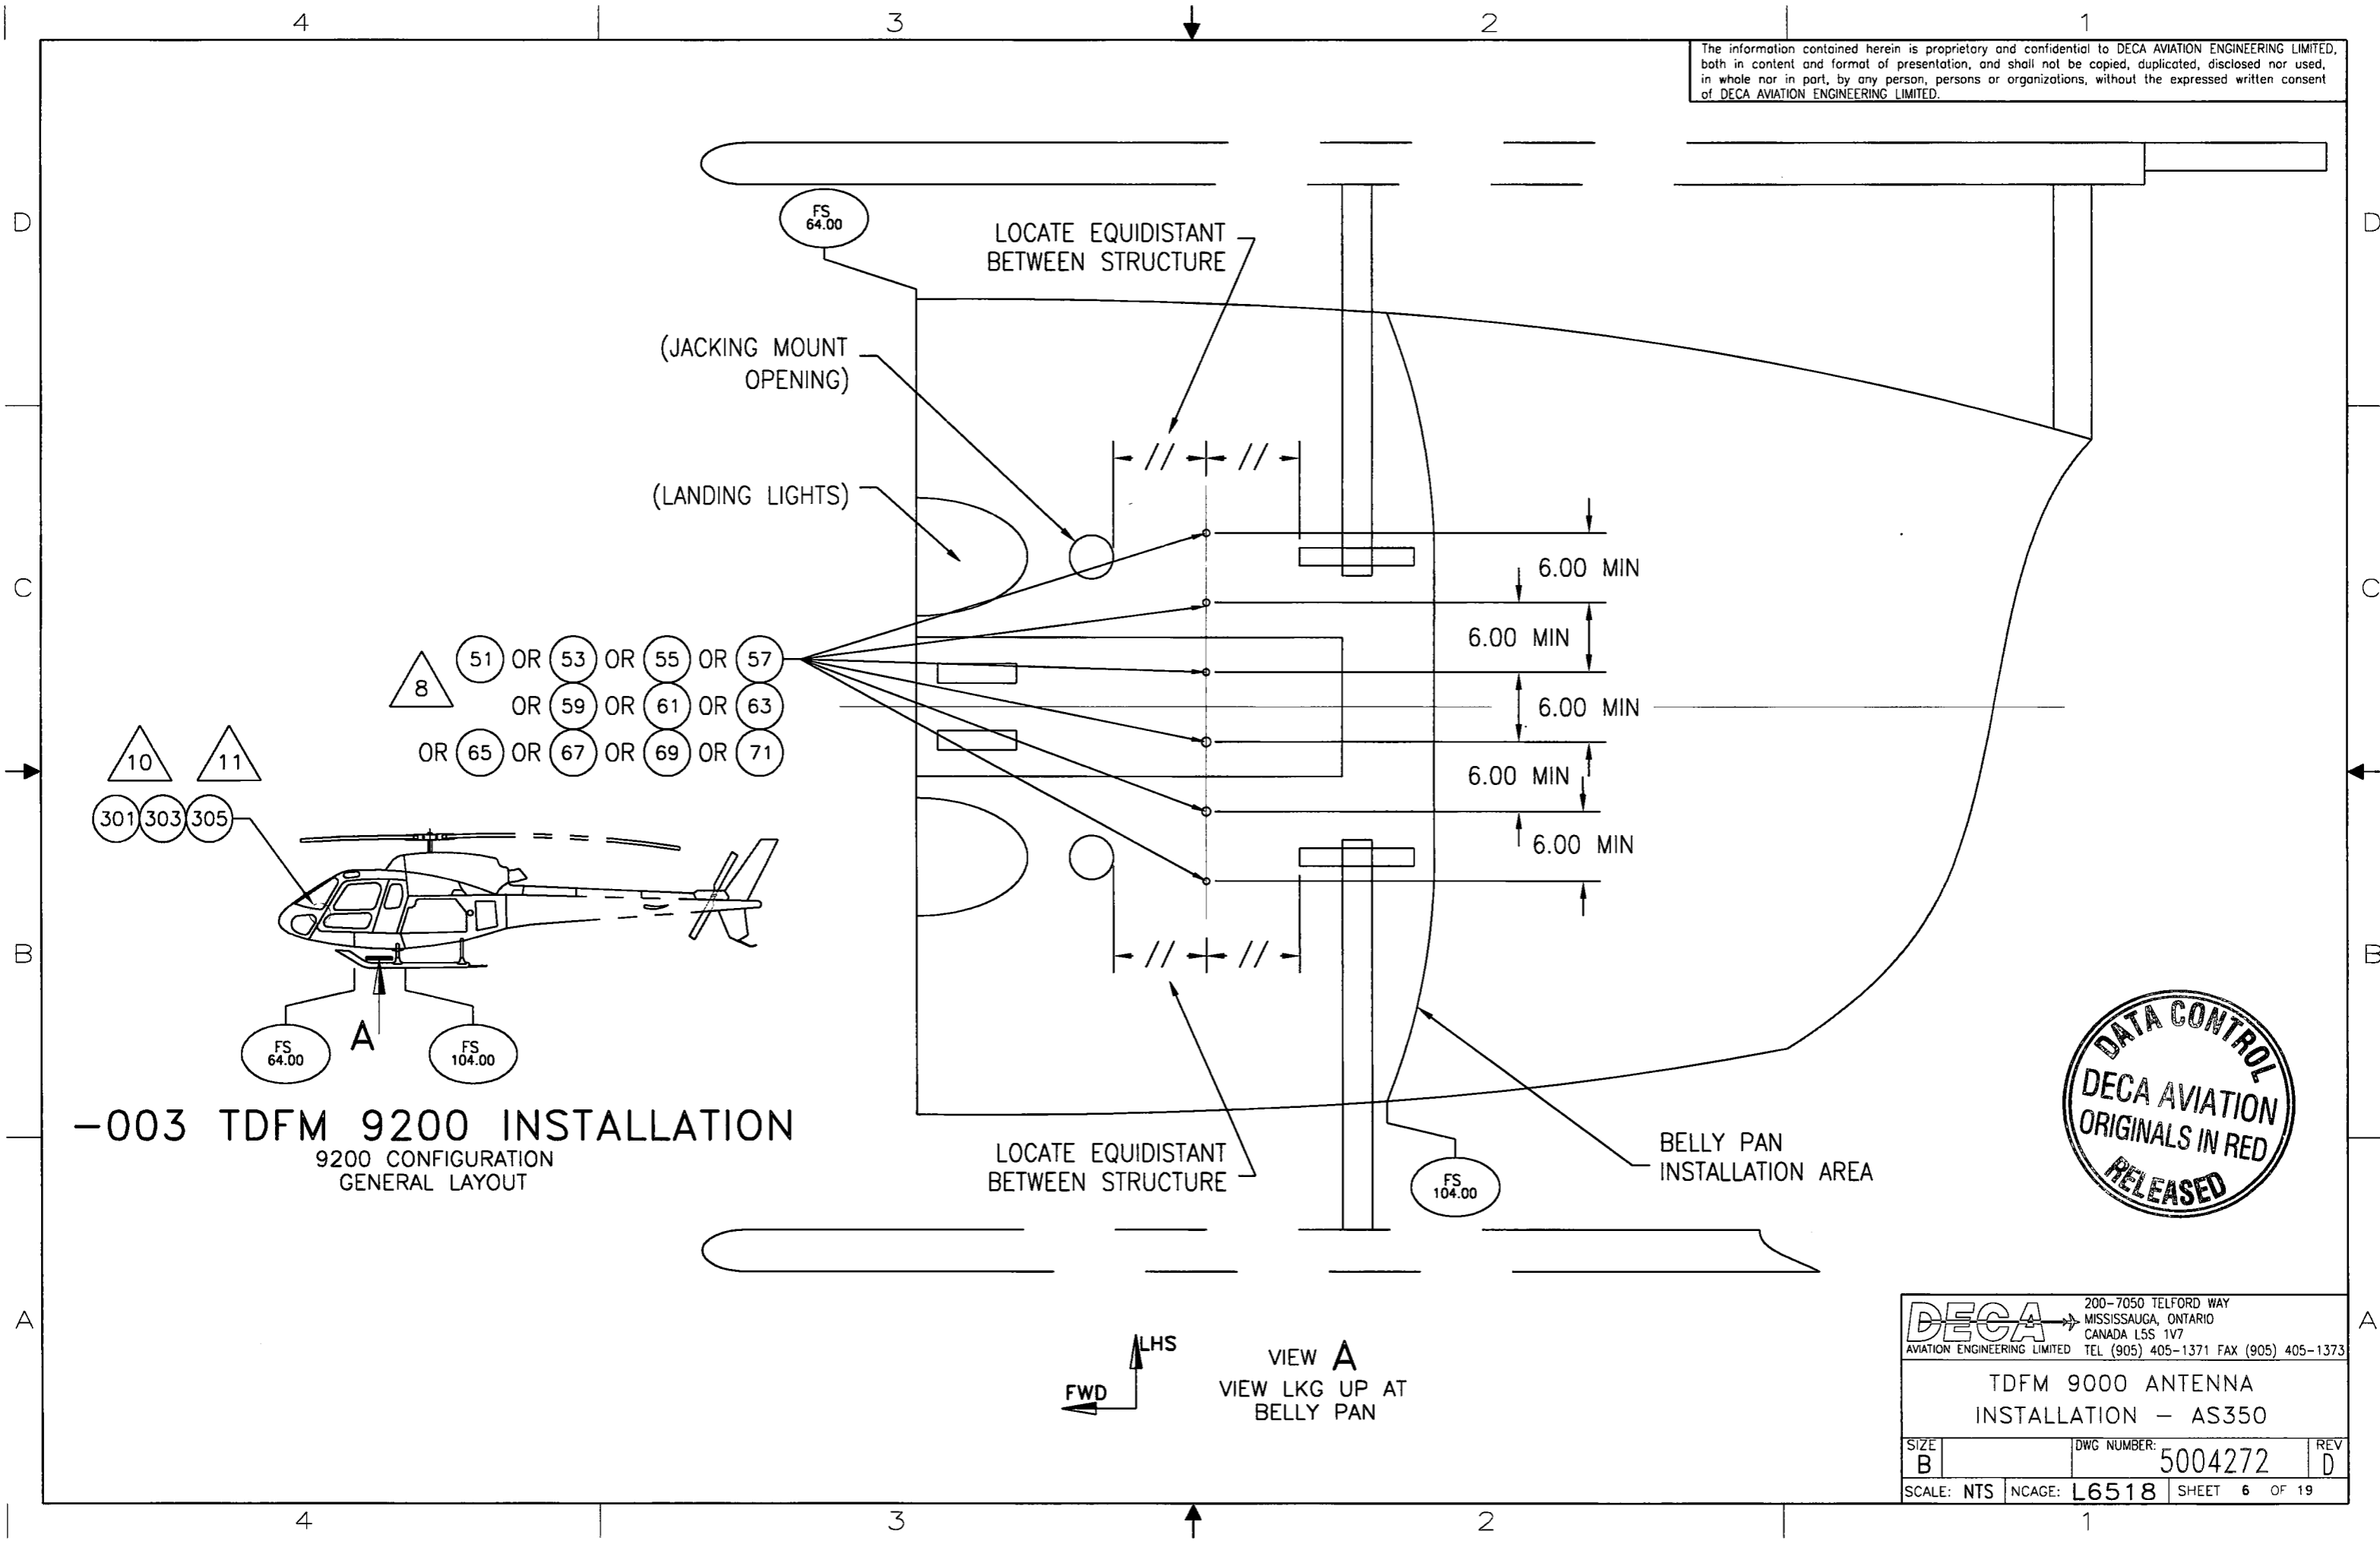 4 3 2 1
The information contained herein is proprietary and confidential to DECA AVIATION ENGINEERING LIMITED,
both in content and format of presentation, and shall not be copied, duplicated, disclosed nor used,
in whole nor in part, by any person, persons or organizations, without the expressed written consent
of DECA AVIATION ENGINEERING LIMITED.
D D
FS
64.00
LOCATE EQUIDISTANT
BETWEEN STRUCTURE
(JACKING MOUNT
OPENING)
// //
(LANDING LIGHTS)
6.00 MIN
C C
6.00 MIN
8
51 OR 53 OR 55 OR 57
OR 59 OR 61 OR 63
OR 65 OR 67 OR 69 OR 71
6.00 MIN
6.00 MIN
6.00 MIN
10 11
301 303 305
B B
// //
FS
64.00
A
FS
104.00
-003 TDFM 9200 INSTALLATION
9200 CONFIGURATION
GENERAL LAYOUT
LOCATE EQUIDISTANT
BETWEEN STRUCTURE
FS
104.00
BELLY PAN
INSTALLATION AREA
DATA CONTROL
DECA AVIATION
ORIGINALS IN RED
RELEASED
A A
LHS
FWD
VIEW A
VIEW LKG UP AT
BELLY PAN
DECA
AVIATION ENGINEERING LIMITED
200-7050 TELFORD WAY
MISSISSAUGA, ONTARIO
CANADA L5S 1V7
TEL (905) 405-1371 FAX (905) 405-1373
TDFM 9000 ANTENNA
INSTALLATION - AS350
SIZE
B
DWG NUMBER:
5004272
REV
D
SCALE: NTS NCAGE: L6518 SHEET 6 OF 19
4 3 2 1